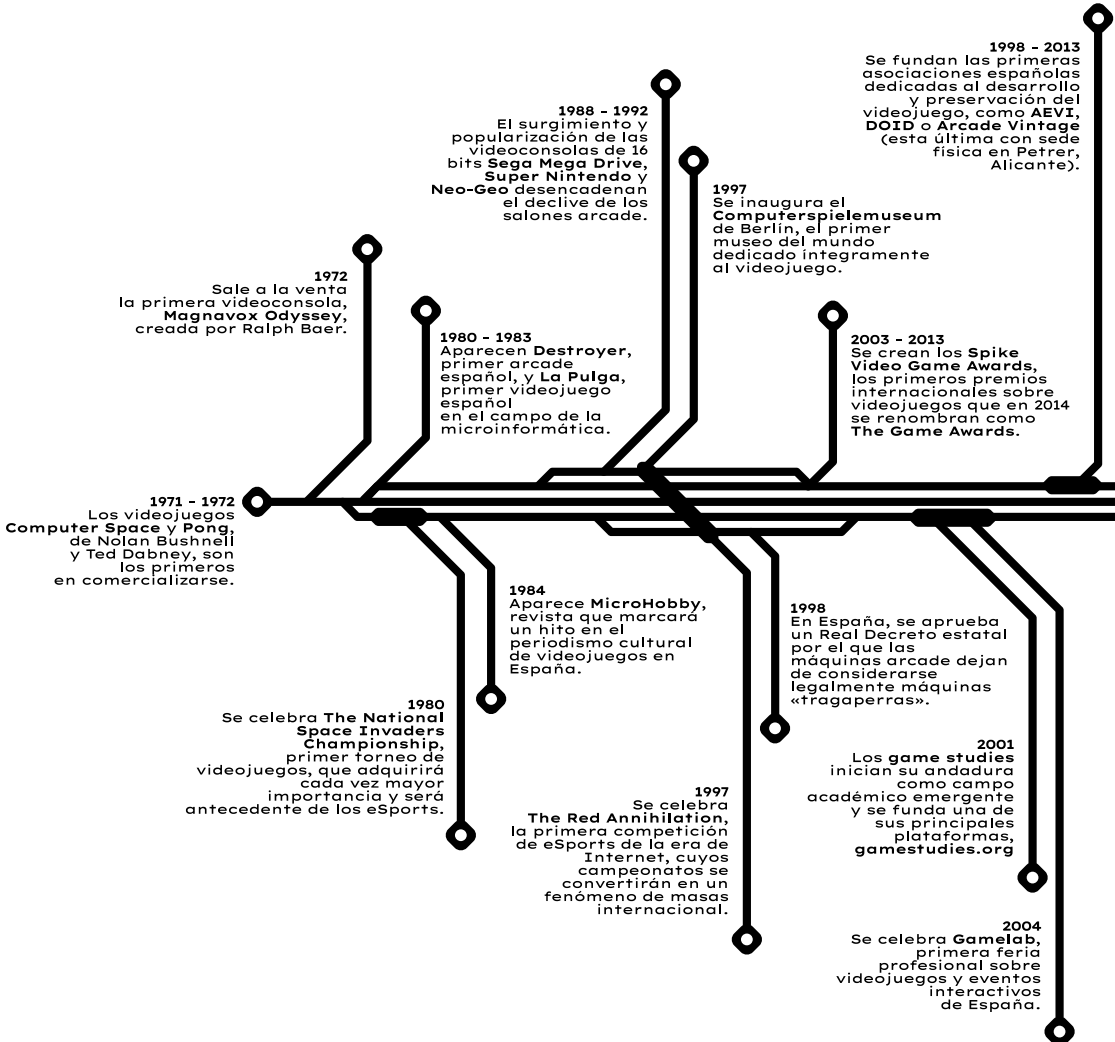 1998 - 2013
Se fundan las primeras
asociaciones españolas
dedicadas al desarrollo
y preservación del
videojuego, como AEVI,
DOID o Arcade Vintage
(esta última con sede
física en Petrer,
Alicante).
1988 - 1992
El surgimiento y
popularización de las
videoconsolas de 16
bits Sega Mega Drive,
Super Nintendo y
Neo-Geo desencadenan
el declive de los
salones arcade.
1997
Se inaugura el
Computerspielemuseum
de Berlín, el primer
museo del mundo
dedicado íntegramente
al videojuego.
1972
Sale a la venta
la primera videoconsola,
Magnavox Odyssey,
creada por Ralph Baer.
1980 - 1983
Aparecen Destroyer,
primer arcade
español, y La Pulga,
primer videojuego
español
en el campo de la
microinformática.
2003 - 2013
Se crean los Spike
Video Game Awards,
los primeros premios
internacionales sobre
videojuegos que en 2014
se renombran como
The Game Awards.
1971 - 1972
Los videojuegos
Computer Space y Pong,
de Nolan Bushnell
y Ted Dabney, son
los primeros
en comercializarse.
1984
Aparece MicroHobby,
revista que marcará
un hito en el
periodismo cultural
de videojuegos en
España.
1998
En España, se aprueba
un Real Decreto estatal
por el que las
máquinas arcade dejan
de considerarse
legalmente máquinas
«tragaperras».
1980
Se celebra The National
Space Invaders
Championship,
primer torneo de
videojuegos, que adquirirá
cada vez mayor
importancia y será
antecedente de los eSports.
2001
Los game studies
inician su andadura
como campo
académico emergente
y se funda una de
sus principales
plataformas,
gamestudies.org
1997
Se celebra
The Red Annihilation,
la primera competición
de eSports de la era de
Internet, cuyos
campeonatos se
convertirán en un
fenómeno de masas
internacional.
2004
Se celebra Gamelab,
primera feria
profesional sobre
videojuegos y eventos
interactivos
de España.